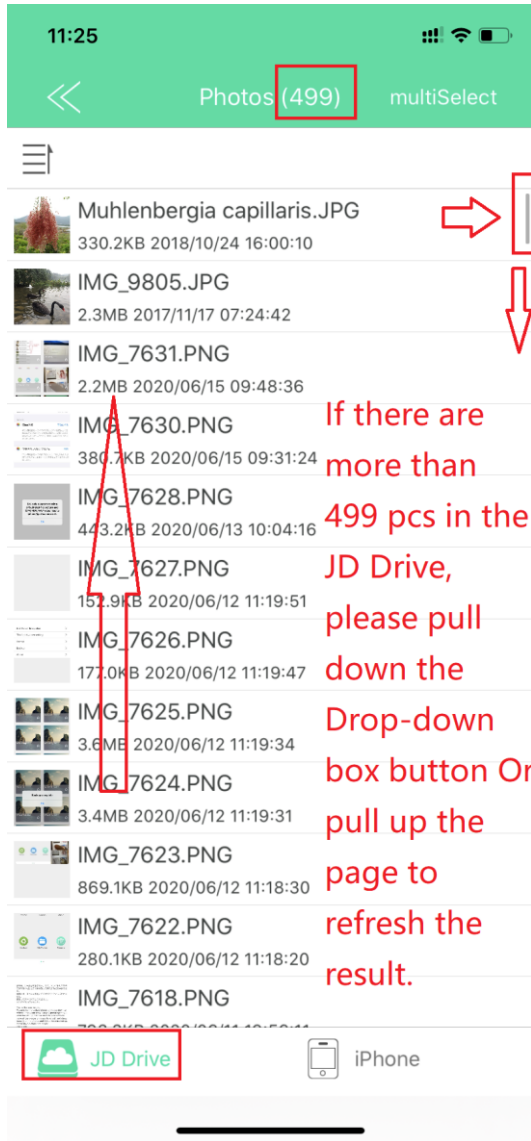 11:25
Photos (499)
multiSelect
Muhlenbergia capillaris.JPG
330.2KB 2018/10/24 16:00:10
IMG_9805.JPG
2.3MB 2017/11/17 07:24:42
IMG_7631.PNG
2.2MB 2020/06/15 09:48:36
IMG_7630.PNG
380.7KB 2020/06/15 09:31:24
IMG_7628.PNG
443.2KB 2020/06/13 10:04:16
IMG_7627.PNG
152.9KB 2020/06/12 11:19:51
IMG_7626.PNG
177.0KB 2020/06/12 11:19:47
IMG_7625.PNG
3.6MB 2020/06/12 11:19:34
IMG_7624.PNG
3.4MB 2020/06/12 11:19:31
IMG_7623.PNG
869.1KB 2020/06/12 11:18:30
IMG_7622.PNG
280.1KB 2020/06/12 11:18:20
IMG_7618.PNG
If there are
more than
499 pcs in the
JD Drive,
please pull
down the
Drop-down
box button Or
pull up the
page to
refresh the
result.
JD Drive
iPhone